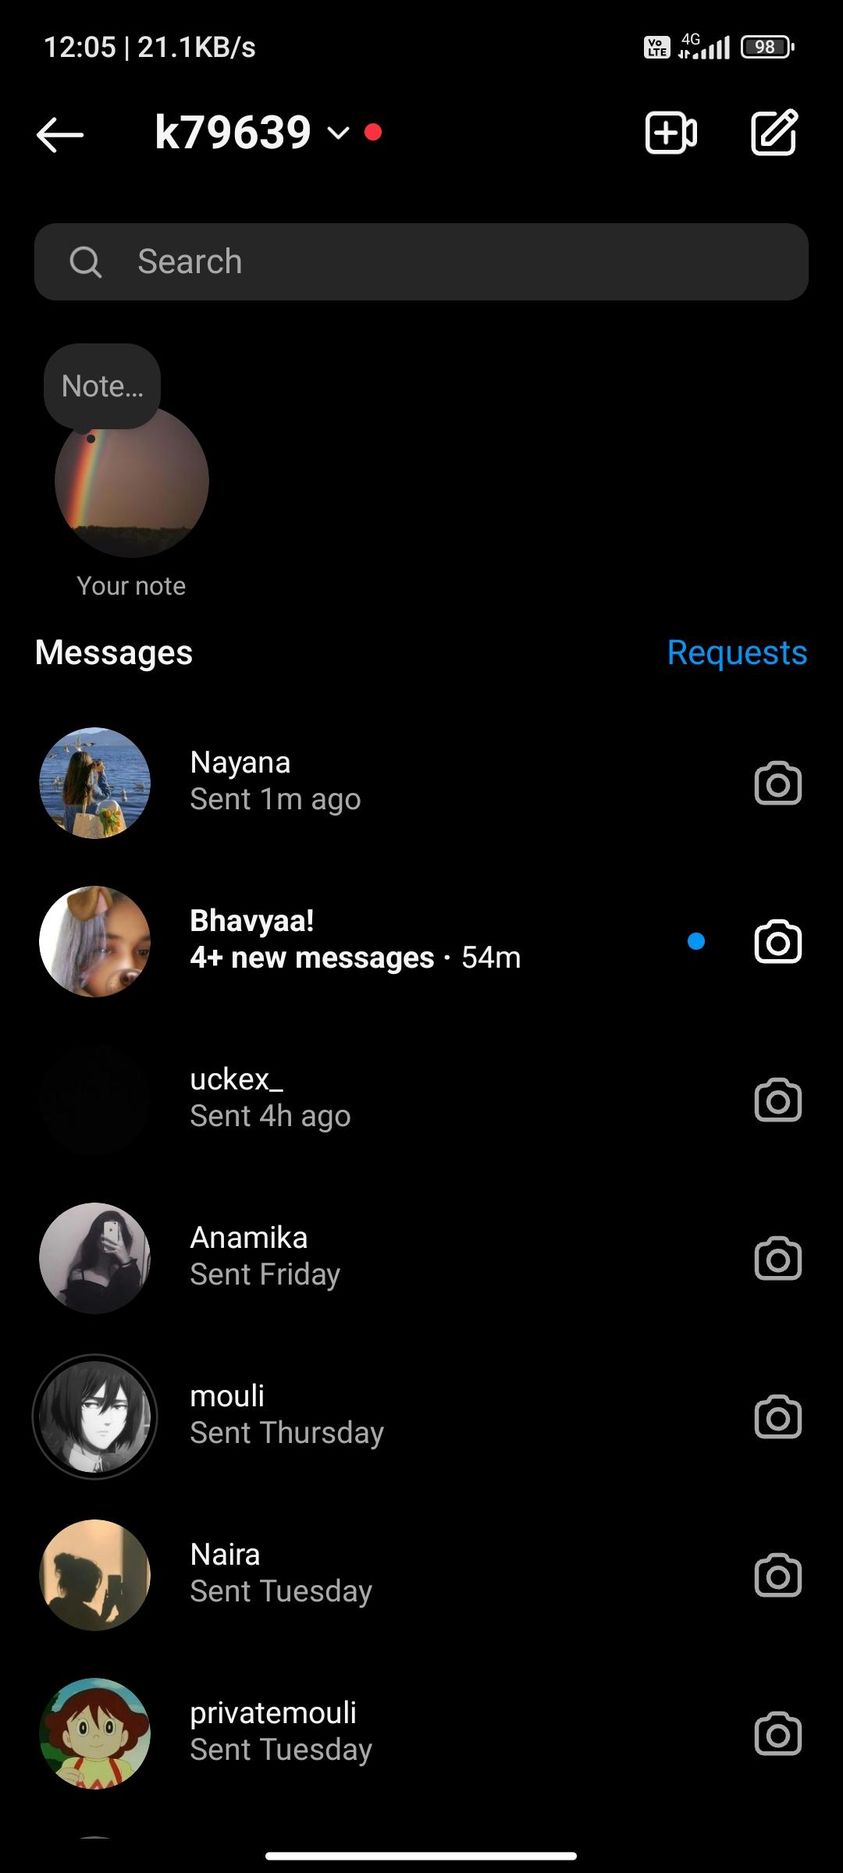 12:05 | 21.1KB/s
Vo LTE 4G 98
k79639
Search
Note...
Your note
Messages
Requests
Nayana
Sent 1m ago
Bhavyaa!
4+ new messages · 54m
uckex_
Sent 4h ago
Anamika
Sent Friday
mouli
Sent Thursday
Naira
Sent Tuesday
privatemouli
Sent Tuesday